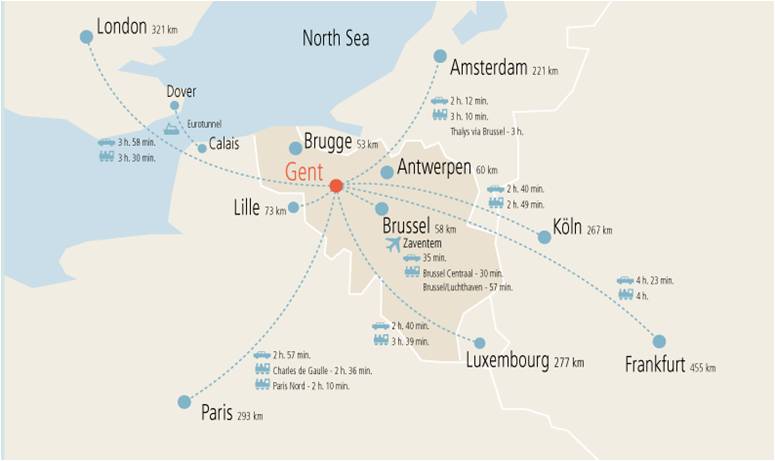 London 321 km
North Sea
Amsterdam 221 km
2 h. 12 min.
3 h. 10 min.
Thalys via Brussel - 3 h.
Dover
Eurotunnel
Calais
3 h. 58 min.
3 h. 30 min.
Brugge 53 km
Gent
Antwerpen 60 km
Lille 73 km
2 h. 40 min.
2 h. 49 min.
Köln 267 km
Brussel 58 km
Zaventem
35 min.
Brussel Centraal - 30 min.
Brussel/Luchthaven - 57 min.
4 h. 23 min.
4 h.
2 h. 40 min.
3 h. 39 min.
Luxembourg 277 km
Frankfurt 455 km
2 h. 57 min.
Charles de Gaulle - 2 h. 36 min.
Paris Nord - 2 h. 10 min.
Paris 293 km